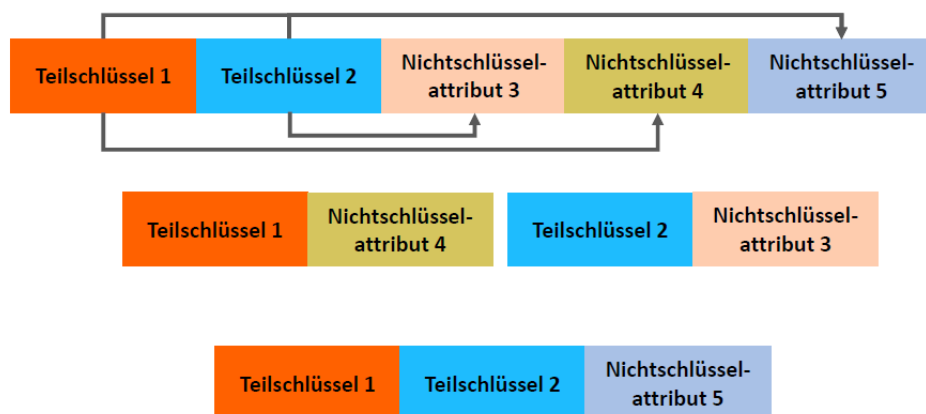 Teilschlüssel 1 Teilschlüssel 2 Nichtschlüssel- Nichtschlüssel- Nichtschlüssel-
attribut 3 attribut 4 attribut 5
Teilschlüssel 1 Nichtschlüssel- Teilschlüssel 2 Nichtschlüssel-
attribut 4 attribut 3
Teilschlüssel 1 Teilschlüssel 2 Nichtschlüssel-
attribut 5